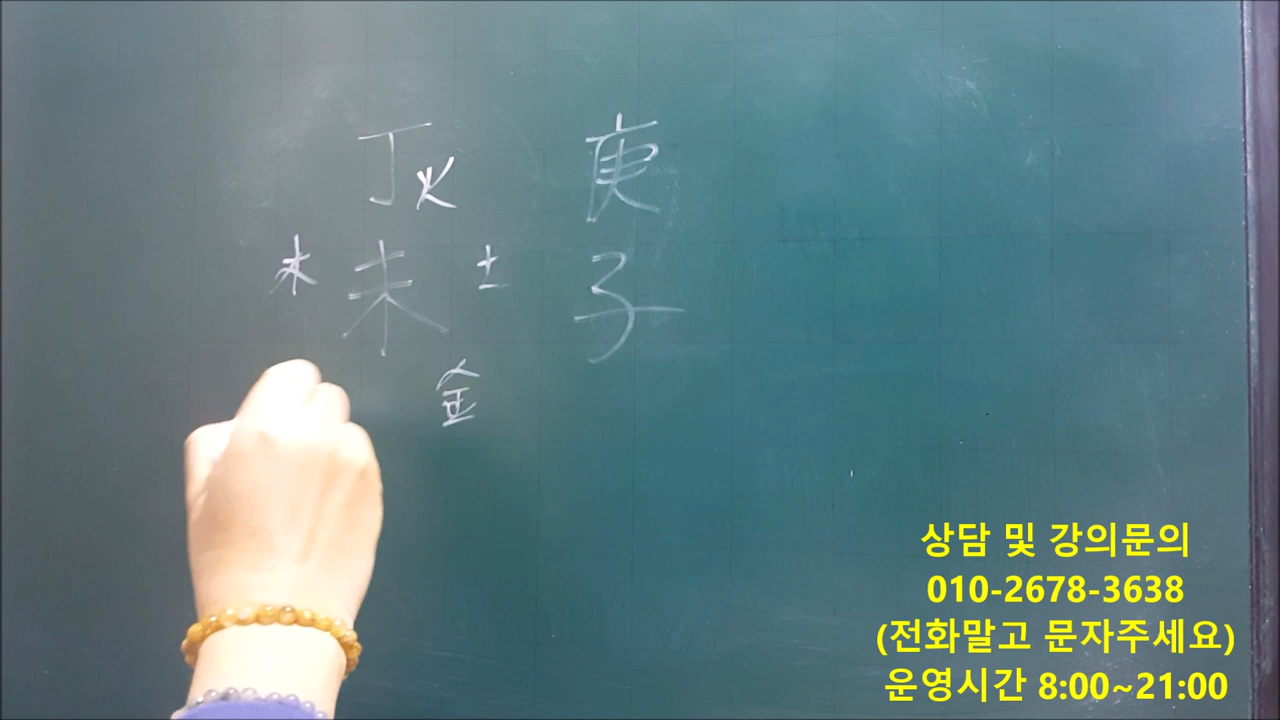 丁火 庚
木 未 土 子
金
상담 및 강의문의
010-2678-3638
(전화말고 문자주세요)
운영시간 8:00~21:00